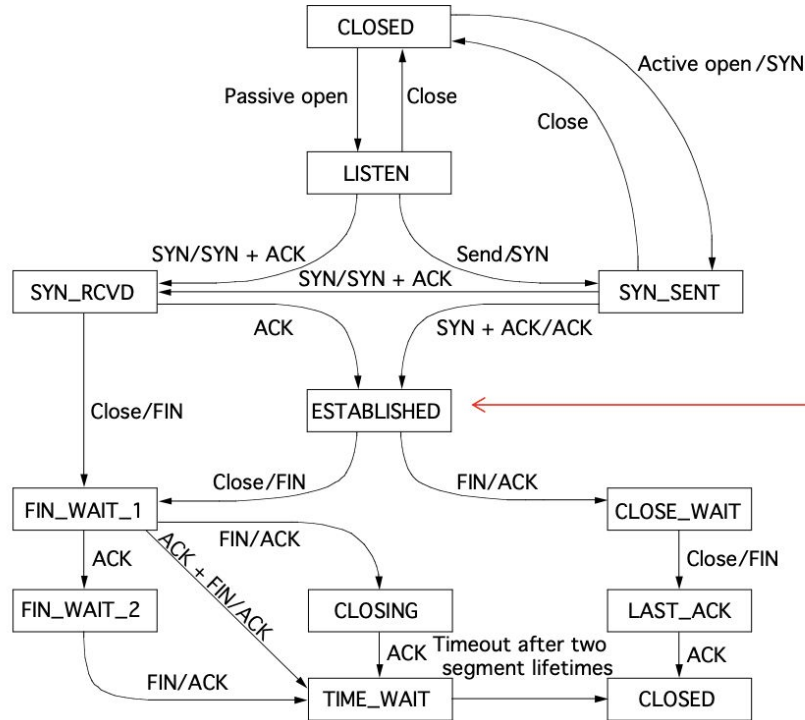 CLOSED
Active open /SYN
Passive open
Close
Close
LISTEN
SYN/SYN + ACK
Send/SYN
SYN/SYN + ACK
SYN_RCVD
SYN_SENT
ACK
SYN + ACK/ACK
Close/FIN
ESTABLISHED
Close/FIN
FIN/ACK
FIN_WAIT_1
CLOSE_WAIT
FIN/ACK
ACK
ACK + FIN/ACK
Close/FIN
FIN_WAIT_2
CLOSING
LAST_ACK
ACK
Timeout after two
segment lifetimes
ACK
FIN/ACK
TIME_WAIT
CLOSED